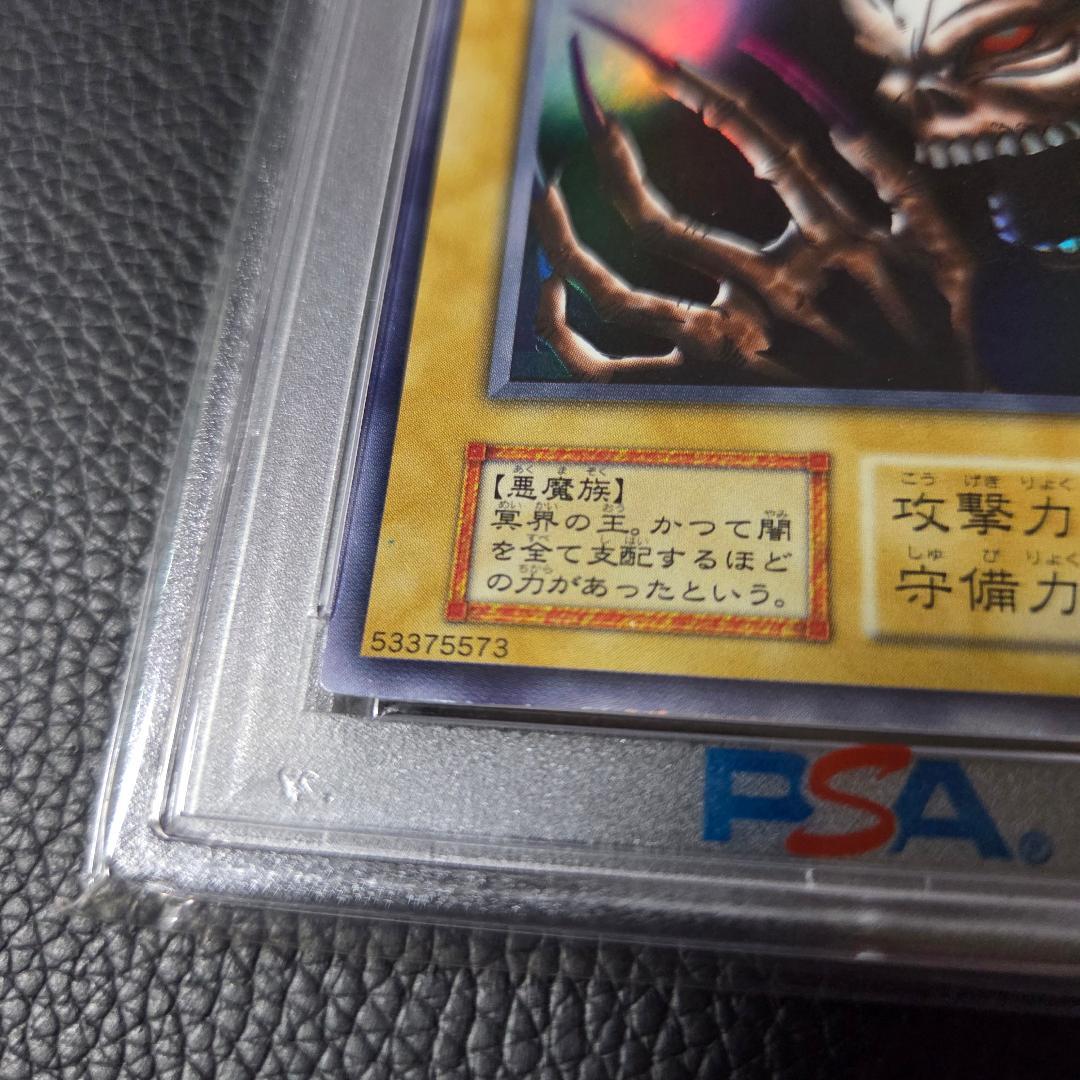 【悪魔族】
冥界の王。かつて闇
を全て支配するほど
の力があったという。
攻撃力
守備力
53375573
PSA®